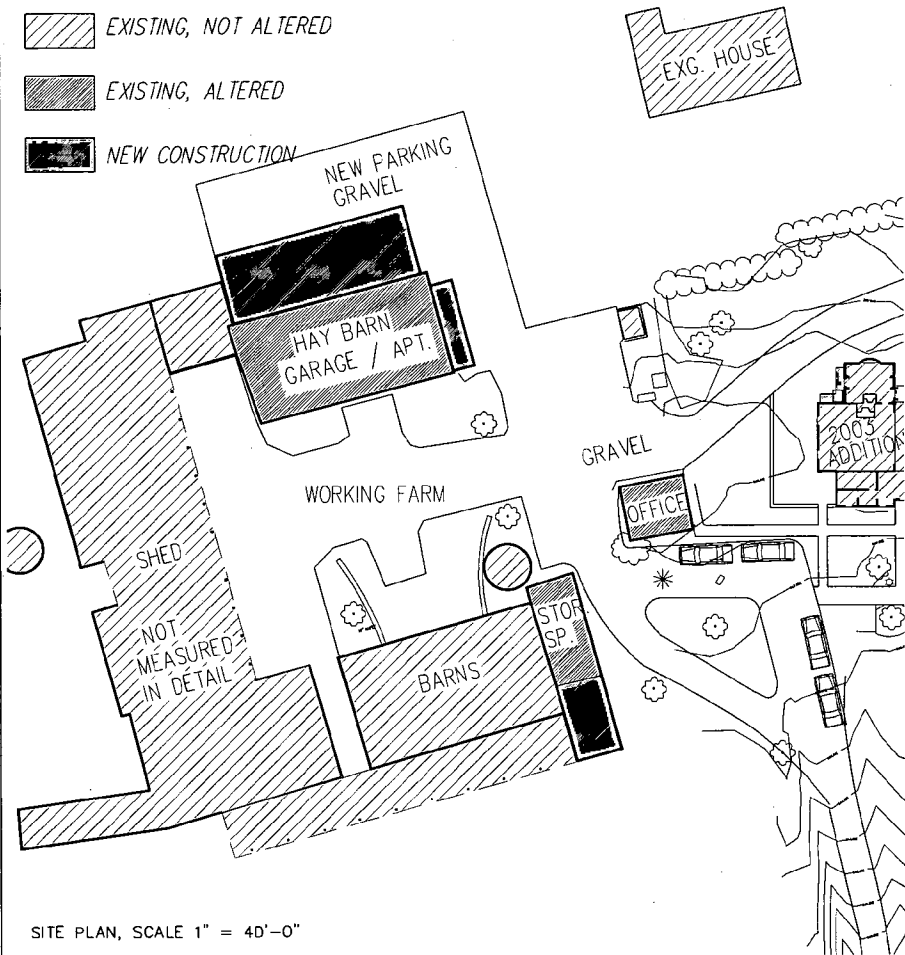 EXISTING, NOT ALTERED
EXISTING, ALTERED
NEW CONSTRUCTION
EXG. HOUSE
NEW PARKING
GRAVEL
HAY BARN
GARAGE / APT.
GRAVEL
2003
ADDITION
WORKING FARM
OFFICE
SHED
NOT
MEASURED
IN DETAIL
STOR
SP.
BARNS
SITE PLAN, SCALE 1" = 40'-0"